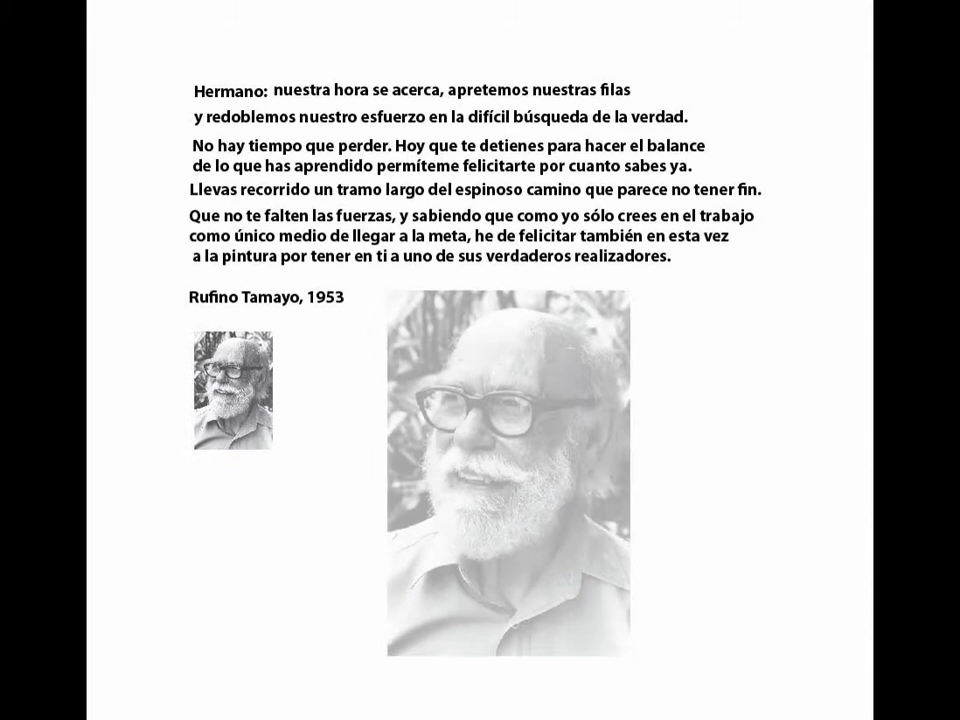 Hermano: nuestra hora se acerca, apretemos nuestras filas
y redoblemos nuestro esfuerzo en la difícil búsqueda de la verdad.
No hay tiempo que perder. Hoy que te detienes para hacer el balance
de lo que has aprendido permíteme felicitarte por cuanto sabes ya.
Llevas recorrido un tramo largo del espinoso camino que parece no tener fin.
Que no te falten las fuerzas, y sabiendo que como yo sólo crees en el trabajo
como único medio de llegar a la meta, he de felicitar también en esta vez
a la pintura por tener en ti a uno de sus verdaderos realizadores.
Rufino Tamayo, 1953